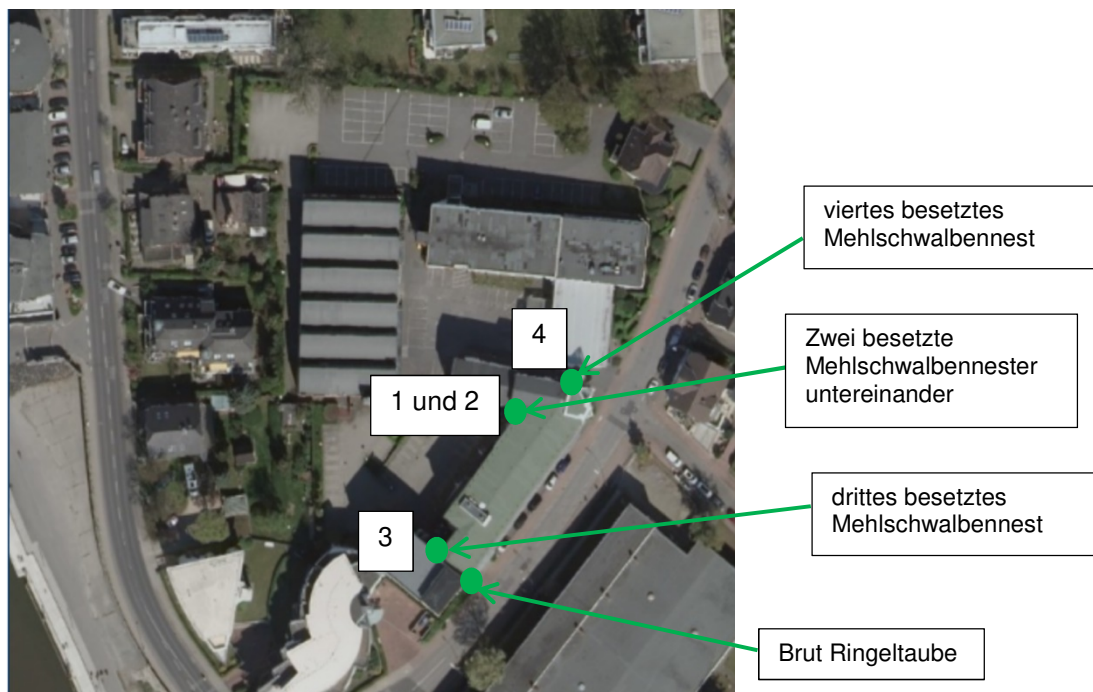 viertes besetztes
Mehlschwalbennest
4
Zwei besetzte
Mehlschwalbennester
untereinander
1 und 2
drittes besetztes
Mehlschwalbennest
3
Brut Ringeltaube